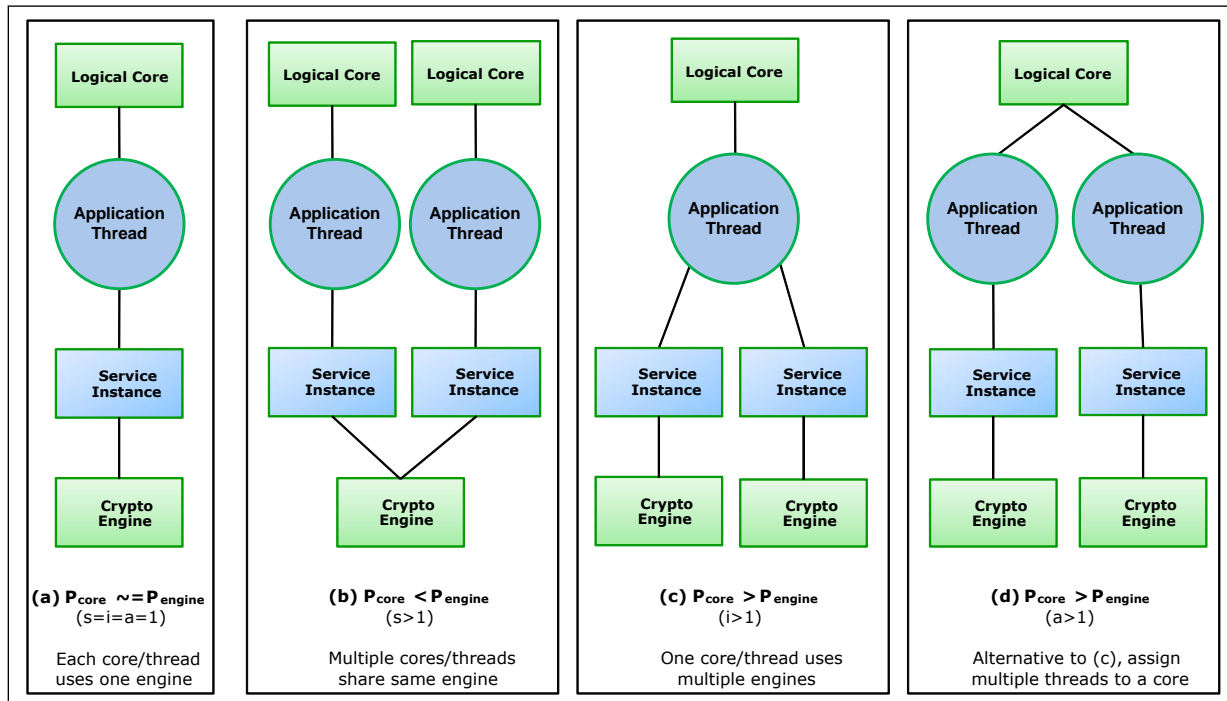 Logical Core
Application
Thread
Service
Instance
Crypto
Engine
(a) Pcore ~=Pengine
(s=i=a=1)
Each core/thread
uses one engine
Logical Core
Logical Core
Application
Thread
Application
Thread
Service
Instance
Service
Instance
Crypto
Engine
(b) Pcore < Pengine
(s>1)
Multiple cores/threads
share same engine
Logical Core
Application
Thread
Service
Instance
Service
Instance
Crypto
Engine
Crypto
Engine
(c) Pcore > Pengine
(i>1)
One core/thread uses
multiple engines
Logical Core
Application
Thread
Application
Thread
Service
Instance
Service
Instance
Crypto
Engine
Crypto
Engine
(d) Pcore > Pengine
(a>1)
Alternative to (c), assign
multiple threads to a core